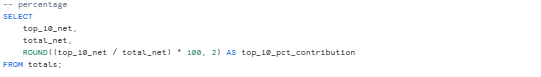 -- percentage
SELECT
    top_10_net,
    total_net,
    ROUND((top_10_net / total_net) * 100, 2) AS top_10_pct_contribution
FROM totals;